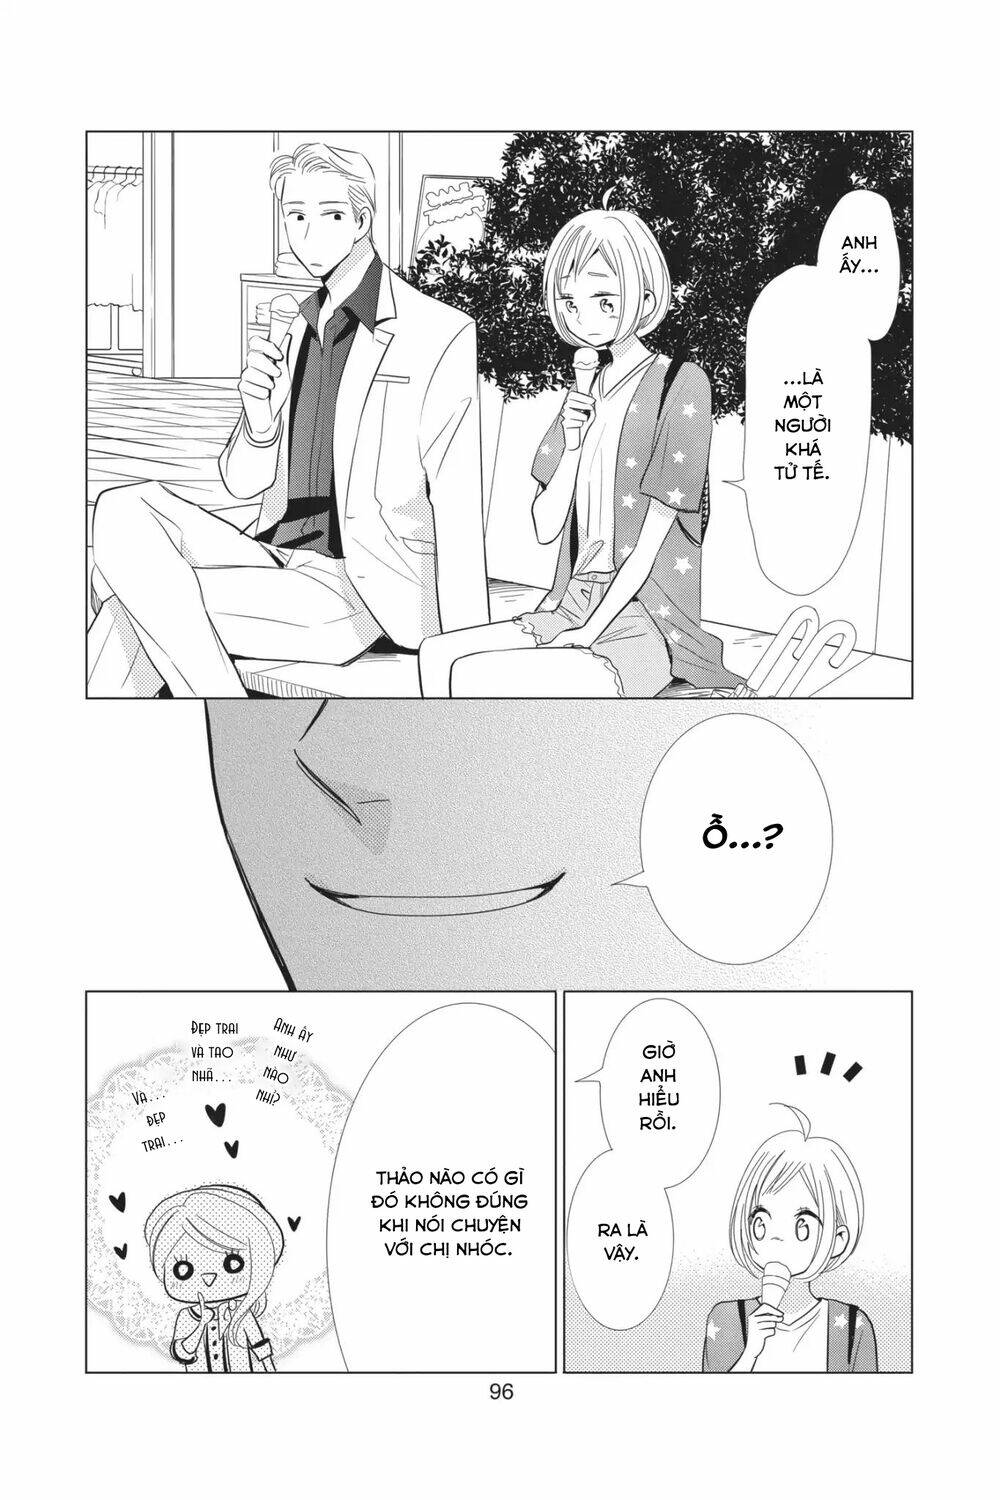 ANH
ẤY...
...LÀ
MỘT
NGƯỜI
KHÁ
TỬ TẾ.
Ồ...?
GIỜ
ANH
HIỂU
RỒI.
RA LÀ
VẬY.
THẢO NÀO CÓ GÌ
ĐÓ KHÔNG ĐÚNG
KHI NÓI CHUYỆN
VỚI CHỊ NHÓC.
ANH ẤY
NHƯ
NÀO
NHỈ?
ĐẸP TRAI
VÀ TAO
NHÃ...
VÀ...
ĐẸP
TRAI...
96